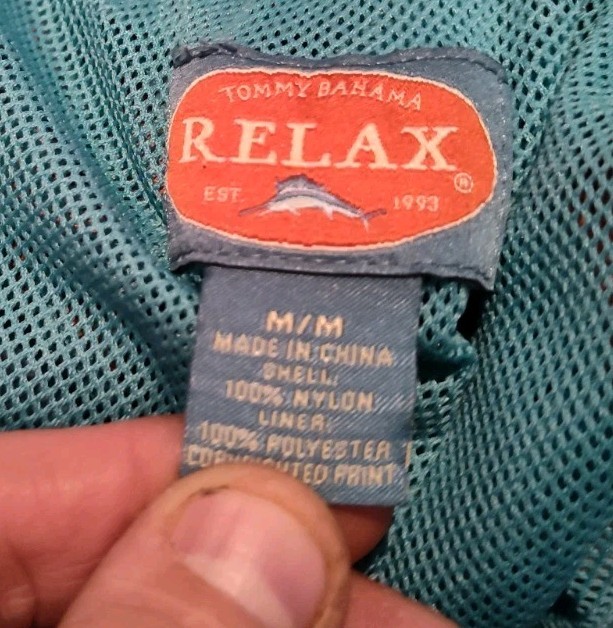 TOMMY BAHAMA
RELAX®
EST. 1993
M/M
MADE IN CHINA
SHELL:
100% NYLON
LINER:
100% POLYESTER
COPYRIGHTED PRINT